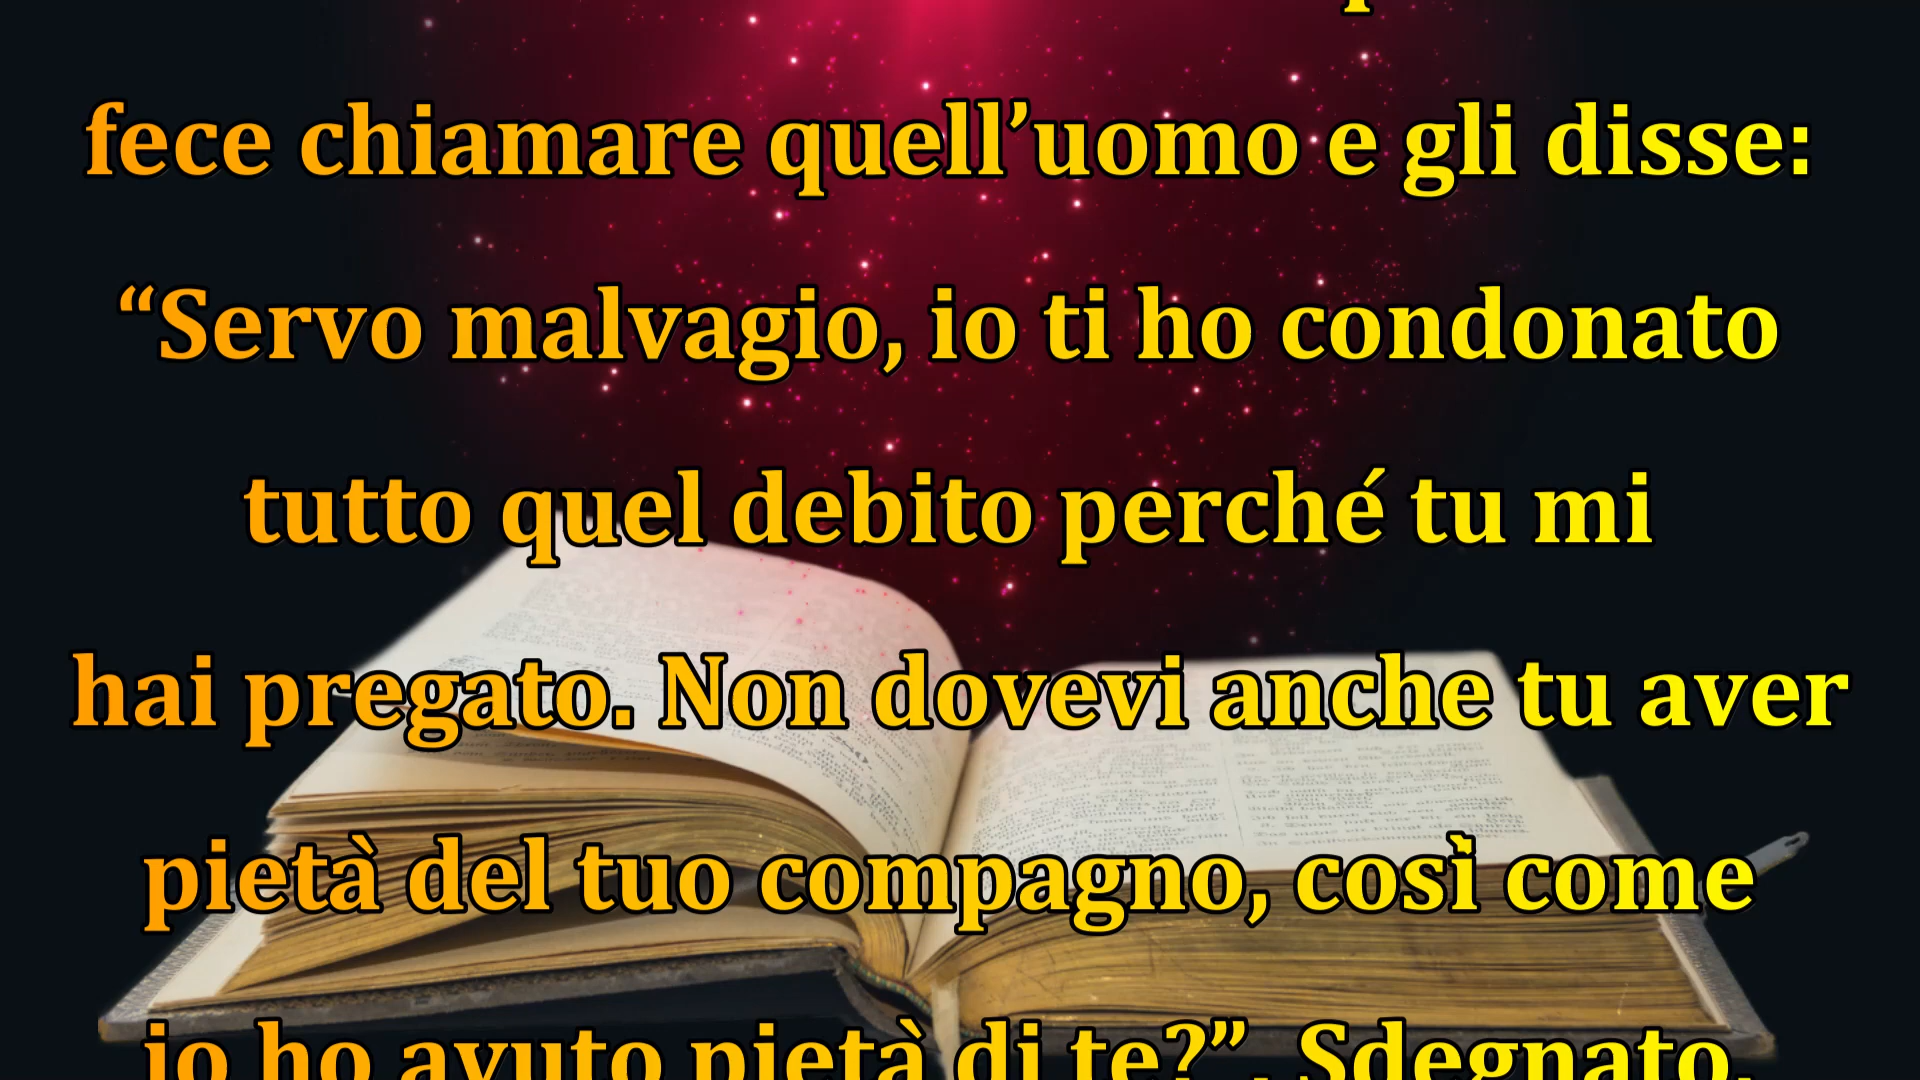 fece chiamare quell’uomo e gli disse:
“Servo malvagio, io ti ho condonato
tutto quel debito perché tu mi
hai pregato. Non dovevi anche tu aver
pietà del tuo compagno, così come
io ho avuto pietà di te?”. Sdegnato,